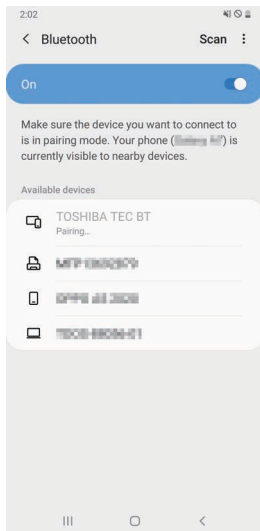 2:02
Bluetooth Scan
On
Make sure the device you want to connect to
is in pairing mode. Your phone ( ) is
currently visible to nearby devices.
Available devices
TOSHIBA TEC BT
Pairing...